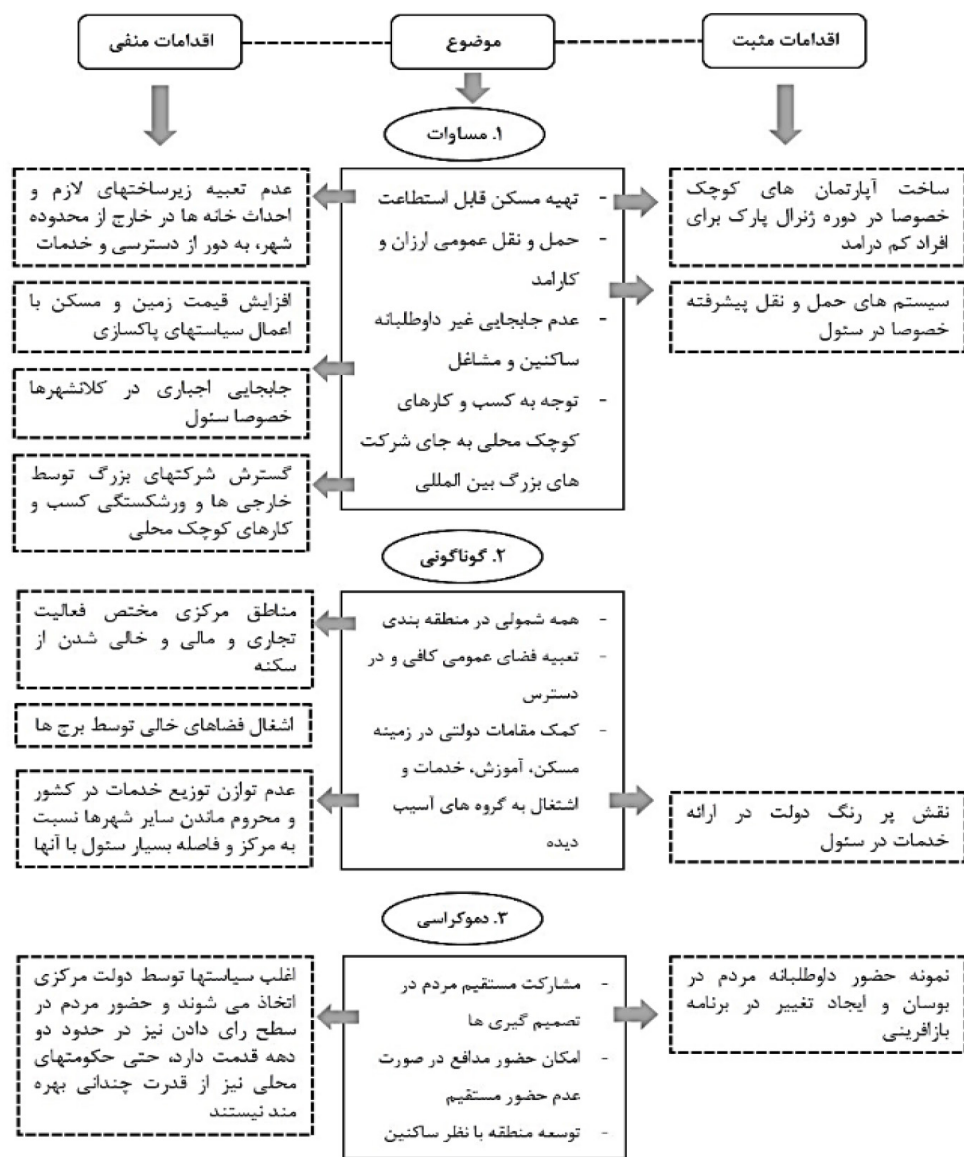 اقدامات مثبت
موضوع
اقدامات منفی
۱. مساوات
ساخت آپارتمان های کوچک
خصوصا در دوره ژنرال پارک برای
افراد کم درامد
سیستم های حمل و نقل پیشرفته
خصوصا در سئول
- تهیه مسکن قابل استطاعت
- حمل و نقل عمومی ارزان و
کارآمد
- عدم جابجایی غیر داوطلبانه
ساکنین و مشاغل
- توجه به کسب و کارهای
کوچک محلی به جای شرکت
های بزرگ بین المللی
عدم تعبیه زیرساختهای لازم و
احداث خانه ها در خارج از محدوده
شهر، به دور از دسترسی و خدمات
افزایش قیمت زمین و مسکن با
اعمال سیاستهای پاکسازی
جابجایی اجباری در کلانشهرها
خصوصا سئول
گسترش شرکتهای بزرگ توسط
خارجی ها و ورشکستگی کسب و
کارهای کوچک محلی
۲. گوناگونی
نقش پر رنگ دولت در ارائه
خدمات در سئول
- همه شمولی در منطقه بندی
- تعبیه فضای عمومی کافی و در
دسترس
- کمک مقامات دولتی در زمینه
مسکن، آموزش، خدمات و
اشتغال به گروه های آسیب
دیده
مناطق مرکزی مختص فعالیت
تجاری و مالی و خالی شدن از
سکنه
اشغال فضاهای خالی توسط برج ها
عدم توازن توزیع خدمات در کشور
و محروم ماندن سایر شهرها نسبت
به مرکز و فاصله بسیار سئول با آنها
۳. دموکراسی
نمونه حضور داوطلبانه مردم در
بوسان و ایجاد تغییر در برنامه
بازآفرینی
- مشارکت مستقیم مردم در
تصمیم گیری ها
- امکان حضور مدافع در صورت
عدم حضور مستقیم
- توسعه منطقه با نظر ساکنین
اغلب سیاستها توسط دولت مرکزی
اتخاذ می شوند و حضور مردم در
سطح رای دادن نیز در حدود دو
دهه قدمت دارد، حتی حکومتهای
محلی نیز از قدرت چندانی بهره
مند نیستند